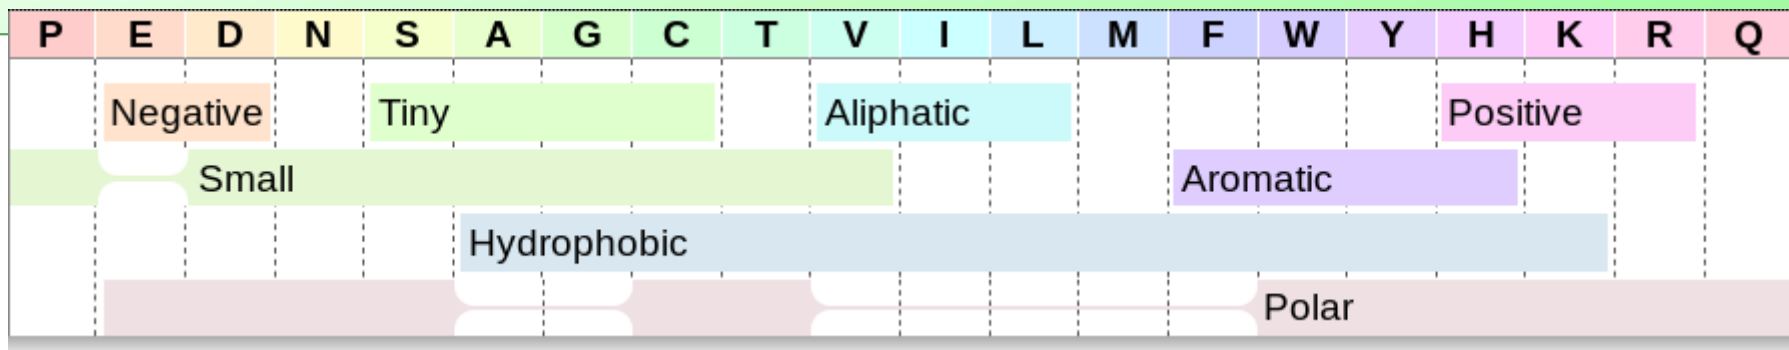 P E D N S A G C T V I L M F W Y H K R Q
Negative Tiny Aliphatic Positive
Small Aromatic
Hydrophobic
Polar